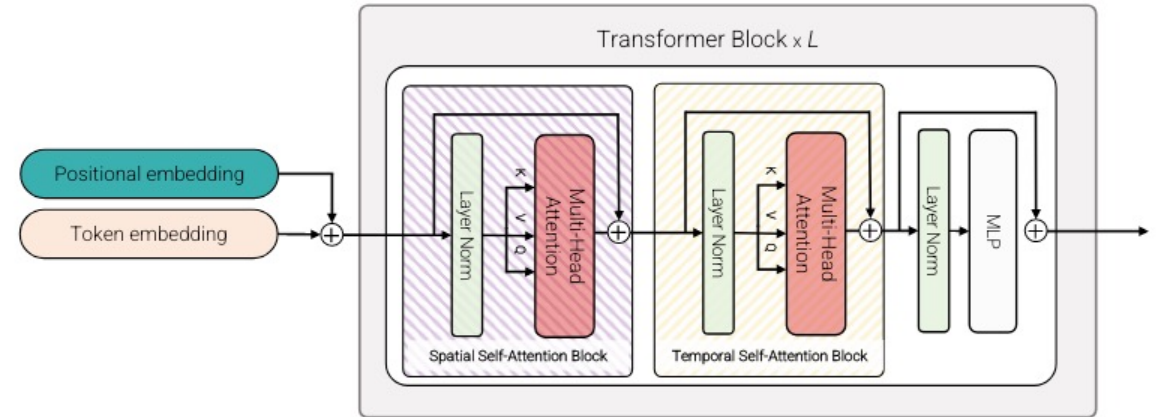 Transformer Block x L
Positional embedding
Token embedding
Layer Norm
K
V
Q
Multi-Head
Attention
Spatial Self-Attention Block
Layer Norm
K
V
Q
Multi-Head
Attention
Temporal Self-Attention Block
Layer Norm
MLP